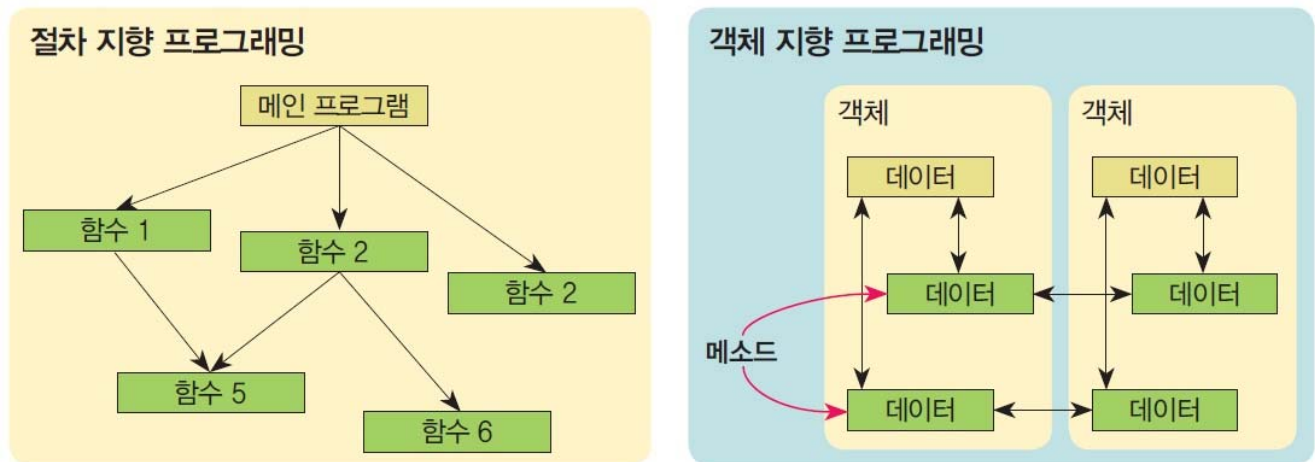 절차 지향 프로그래밍
메인 프로그램
함수 1
함수 2
함수 2
함수 5
함수 6
객체 지향 프로그래밍
객체
객체
데이터
데이터
데이터
데이터
메소드
데이터
데이터